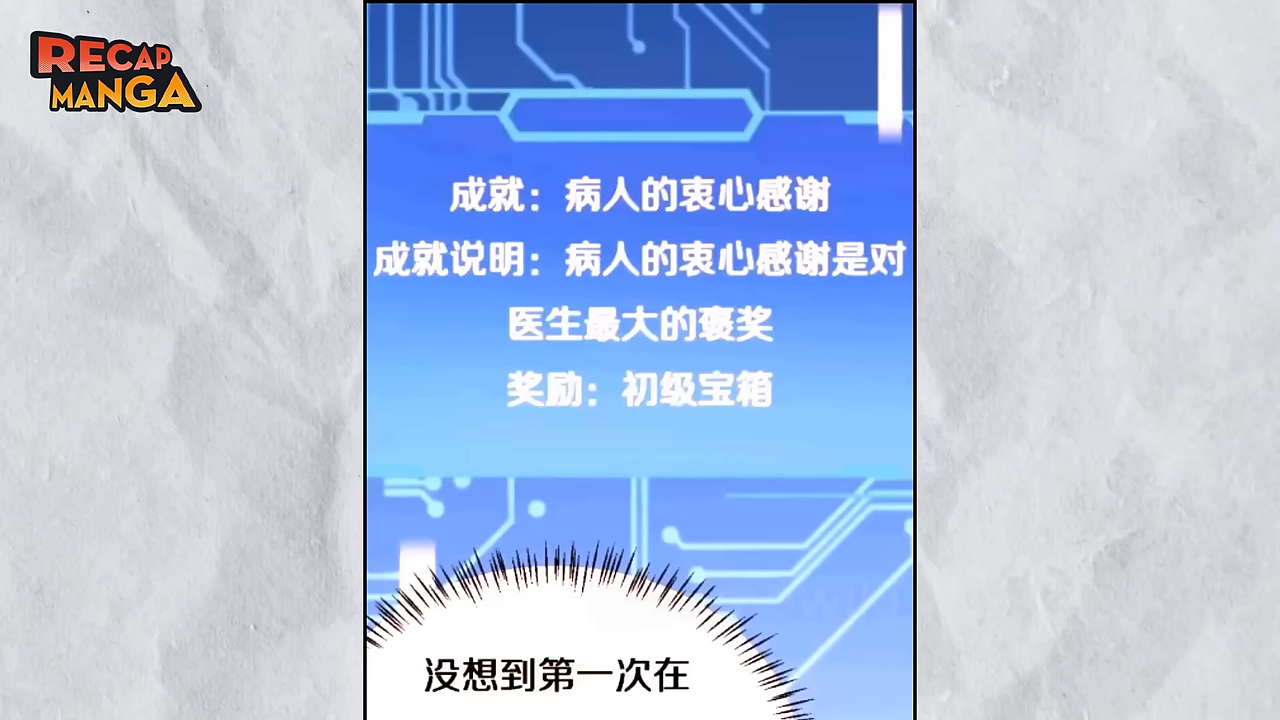 RECAP
MANGA
成就：病人的衷心感谢
成就说明：病人的衷心感谢是对
医生最大的褒奖
奖励：初级宝箱
没想到第一次在